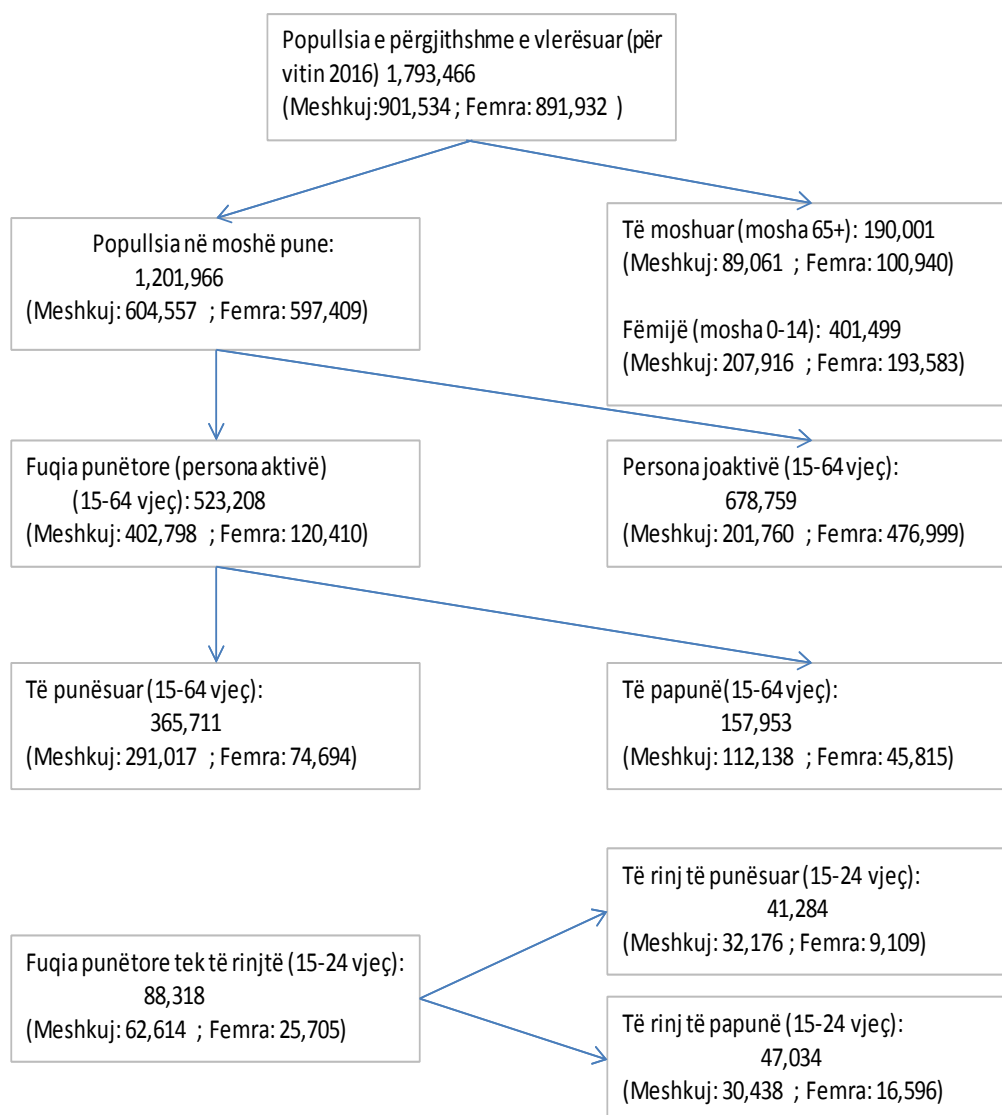 Popullsia e përgjithshme e vlerësuar (për
vitin 2016) 1,793,466
(Meshkuj:901,534 ; Femra: 891,932 )
Popullsia në moshë pune:
1,201,966
(Meshkuj: 604,557 ; Femra: 597,409)
Të moshuar (mosha 65+): 190,001
(Meshkuj: 89,061 ; Femra: 100,940)
Fëmijë (mosha 0-14): 401,499
(Meshkuj: 207,916 ; Femra: 193,583)
Fuqia punëtore (persona aktivë)
(15-64 vjeç): 523,208
(Meshkuj: 402,798 ; Femra: 120,410)
Persona joaktivë (15-64 vjeç):
678,759
(Meshkuj: 201,760 ; Femra: 476,999)
Të punësuar (15-64 vjeç):
365,711
(Meshkuj: 291,017 ; Femra: 74,694)
Të papunë(15-64 vjeç):
157,953
(Meshkuj: 112,138 ; Femra: 45,815)
Fuqia punëtore tek të rinjtë (15-24 vjeç):
88,318
(Meshkuj: 62,614 ; Femra: 25,705)
Të rinj të punësuar (15-24 vjeç):
41,284
(Meshkuj: 32,176 ; Femra: 9,109)
Të rinj të papunë (15-24 vjeç):
47,034
(Meshkuj: 30,438 ; Femra: 16,596)